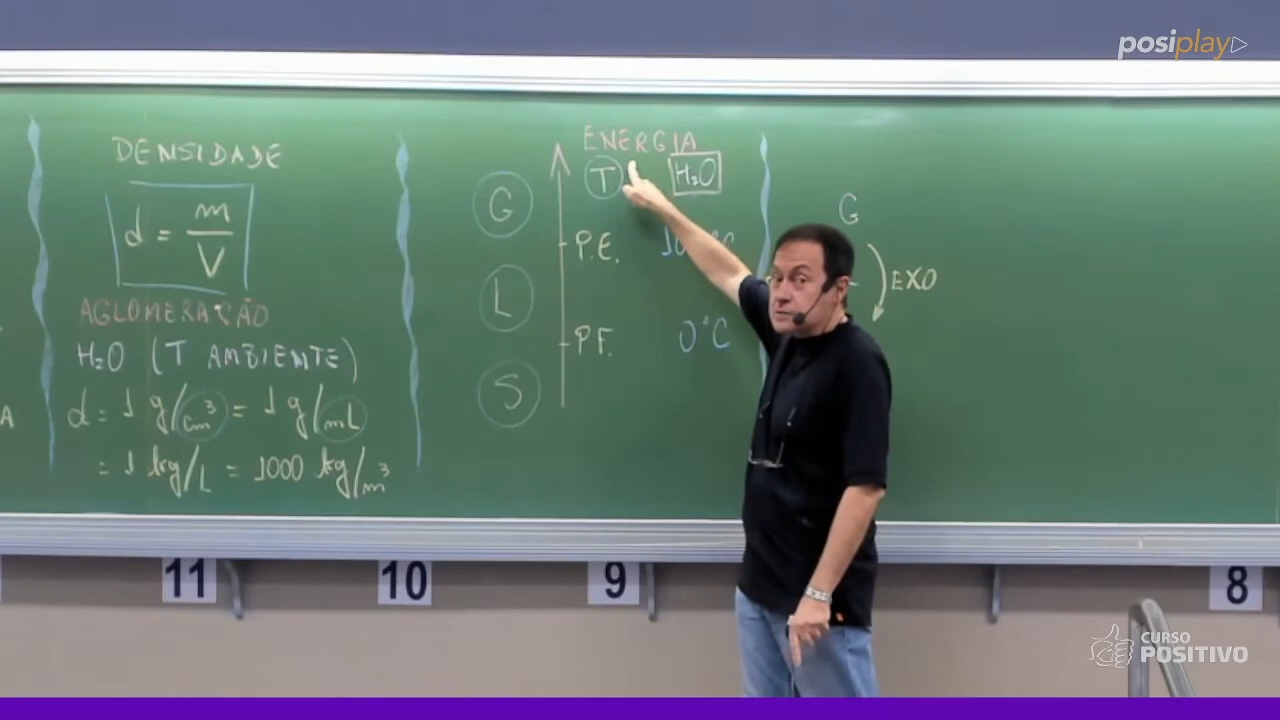 posiplay
DENSIDADE
d = m/V
AGLOMERAÇÃO
H₂O (T AMBIENTE)
d = 1 g/cm³ = 1 g/mL
= 1 kg/L = 1000 kg/m³
A
ENERGIA
T H₂O
G
P.E.
L
P.F. 0°C
S
G
EXO
11 10 9 8
CURSO
POSITIVO